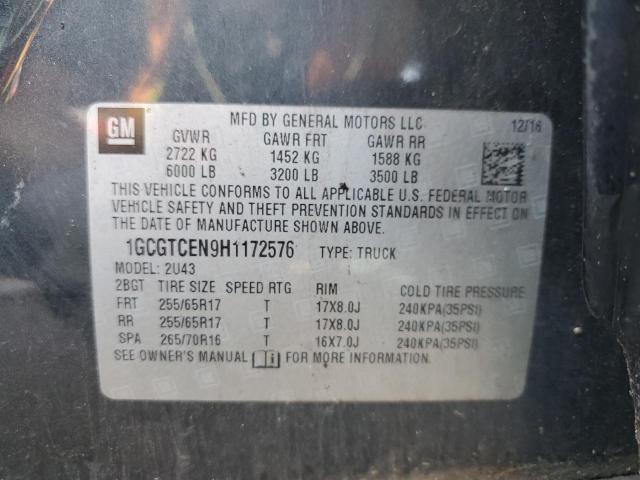 GM
MFD BY GENERAL MOTORS LLC
12/16
GVWR GAWR FRT GAWR RR
2722 KG 1452 KG 1588 KG
6000 LB 3200 LB 3500 LB
THIS VEHICLE CONFORMS TO ALL APPLICABLE U.S. FEDERAL MOTOR
VEHICLE SAFETY AND THEFT PREVENTION STANDARDS IN EFFECT ON
THE DATE OF MANUFACTURE SHOWN ABOVE.
1GCGTCEN9H1172576 TYPE: TRUCK
MODEL: 2U43
2BGT TIRE SIZE SPEED RTG RIM COLD TIRE PRESSURE
FRT 255/65R17 T 17X8.0J 240KPA(35PSI)
RR 255/65R17 T 17X8.0J 240KPA(35PSI)
SPA 265/70R16 T 16X7.0J 240KPA(35PSI)
SEE OWNER'S MANUAL FOR MORE INFORMATION.